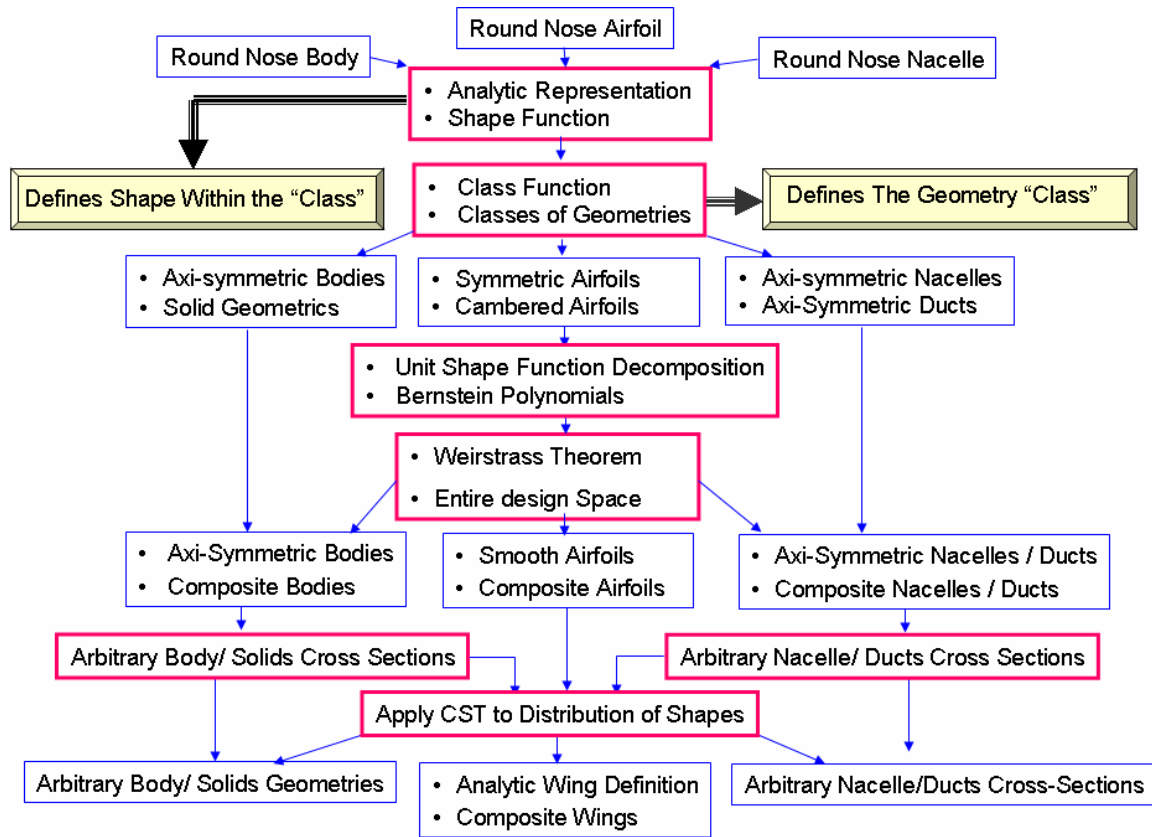 Round Nose Airfoil
Round Nose Body
Round Nose Nacelle
• Analytic Representation
• Shape Function
Defines Shape Within the “Class”
• Class Function
• Classes of Geometries
Defines The Geometry “Class”
• Axi-symmetric Bodies
• Solid Geometrics
• Symmetric Airfoils
• Cambered Airfoils
• Axi-symmetric Nacelles
• Axi-Symmetric Ducts
• Unit Shape Function Decomposition
• Bernstein Polynomials
• Weirstrass Theorem
• Entire design Space
• Axi-Symmetric Bodies
• Composite Bodies
• Smooth Airfoils
• Composite Airfoils
• Axi-Symmetric Nacelles / Ducts
• Composite Nacelles / Ducts
Arbitrary Body/ Solids Cross Sections
Arbitrary Nacelle/ Ducts Cross Sections
Apply CST to Distribution of Shapes
Arbitrary Body/ Solids Geometries
• Analytic Wing Definition
• Composite Wings
Arbitrary Nacelle/Ducts Cross-Sections